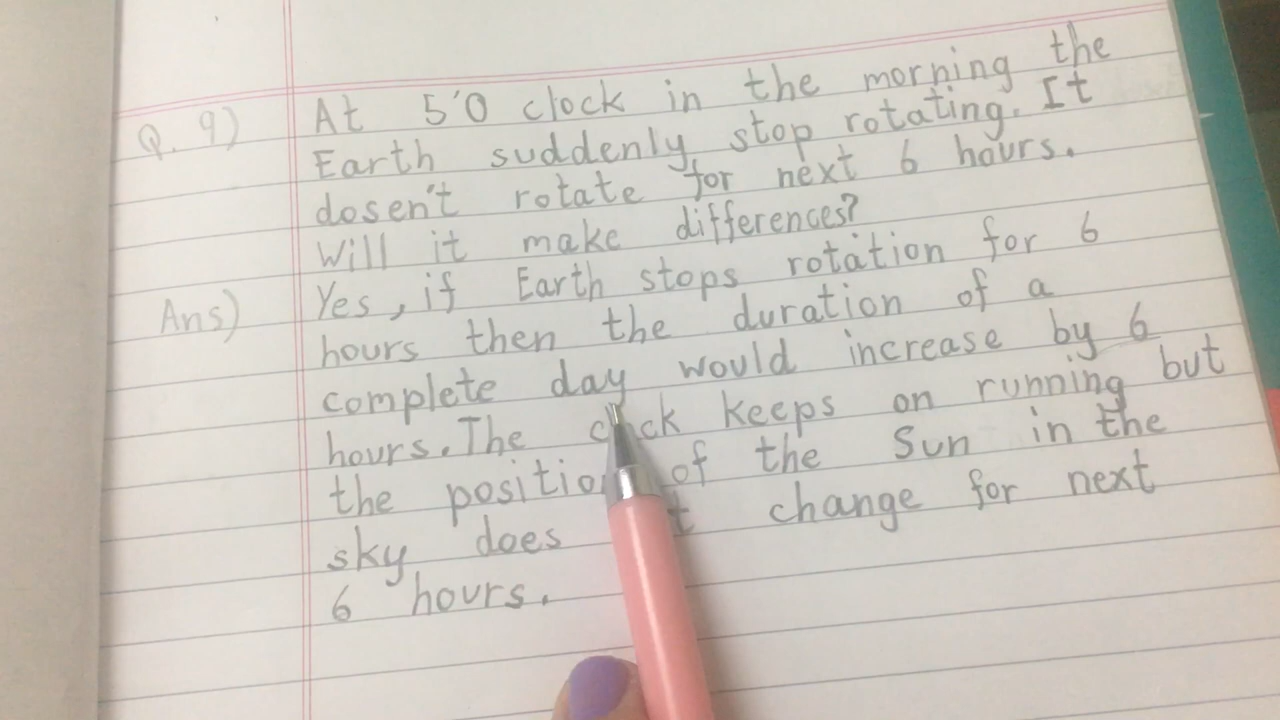 Q. 9) At 5'0 clock in the morning the
Earth suddenly stop rotating. It
dosen't rotate for next 6 hours.
Will it make differences?
Ans) Yes, if Earth stops rotation for 6
hours then the duration of a
complete day would increase by 6
hours. The keeps on running but
the of the Sun in the
sky does change for next
6 hours.